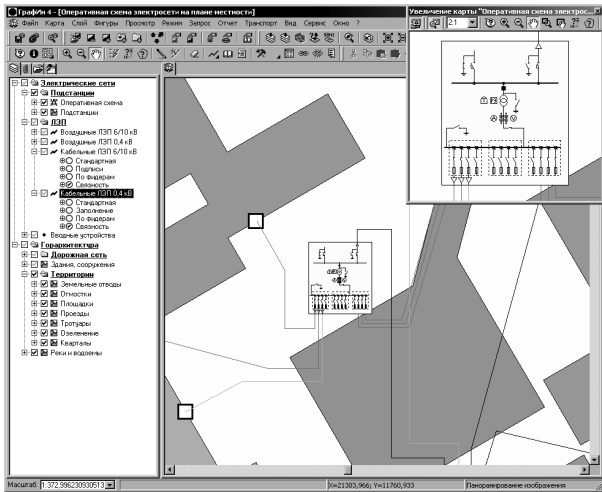 ГрафИн 4 - [Оперативная схема электросети на плане местности]
Файл Карта Слой Фигуры Просмотр Режим Запрос Отчет Транспорт Вид Сервис Окно ?
Увеличение карты "Оперативная схема электрос...
2:1
Электрические сети
Подстанции
Оперативная схема
Подстанции
ЛЭП
Воздушные ЛЭП 6/10 кВ
Воздушные ЛЭП 0,4 кВ
Кабельные ЛЭП 6/10 кВ
Стандартная
Подписи
По фидерам
Связность
Кабельные ЛЭП 0,4 кВ
Стандартная
Заполнение
По фидерам
Связность
Вводные устройства
Горархитектура
Дорожная сеть
Здания, сооружения
Территории
Земельные отводы
Отмостки
Площадки
Проезды
Тротуары
Озеленение
Кварталы
Реки и водоемы
Масштаб: 1:372,996230930513
X=21303,966; Y=11760,933
Панорамирование изображения